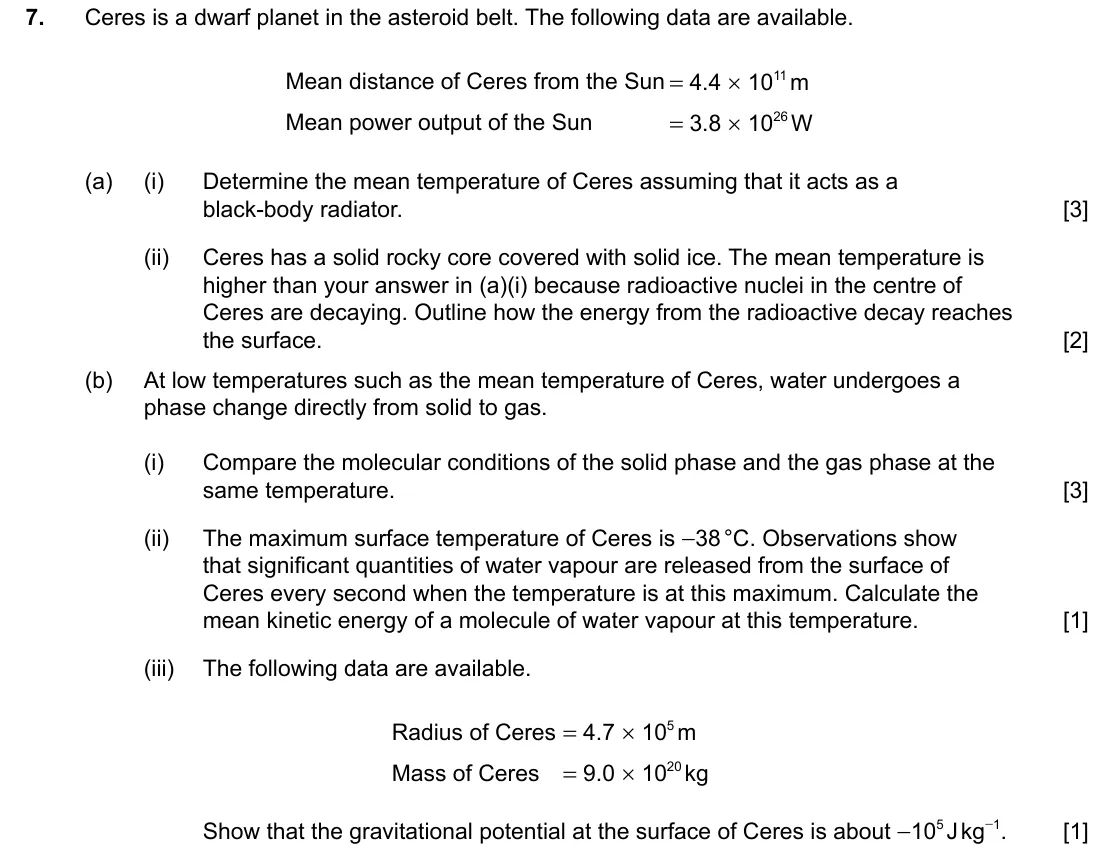 7. Ceres is a dwarf planet in the asteroid belt. The following data are available.
Mean distance of Ceres from the Sun = 4.4 × 10¹¹ m
Mean power output of the Sun = 3.8 × 10²⁶ W
(a) (i) Determine the mean temperature of Ceres assuming that it acts as a
black-body radiator. [3]
(ii) Ceres has a solid rocky core covered with solid ice. The mean temperature is
higher than your answer in (a)(i) because radioactive nuclei in the centre of
Ceres are decaying. Outline how the energy from the radioactive decay reaches
the surface. [2]
(b) At low temperatures such as the mean temperature of Ceres, water undergoes a
phase change directly from solid to gas.
(i) Compare the molecular conditions of the solid phase and the gas phase at the
same temperature. [3]
(ii) The maximum surface temperature of Ceres is −38 °C. Observations show
that significant quantities of water vapour are released from the surface of
Ceres every second when the temperature is at this maximum. Calculate the
mean kinetic energy of a molecule of water vapour at this temperature. [1]
(iii) The following data are available.
Radius of Ceres = 4.7 × 10⁵ m
Mass of Ceres = 9.0 × 10²⁰ kg
Show that the gravitational potential at the surface of Ceres is about −10⁵ J kg⁻¹. [1]